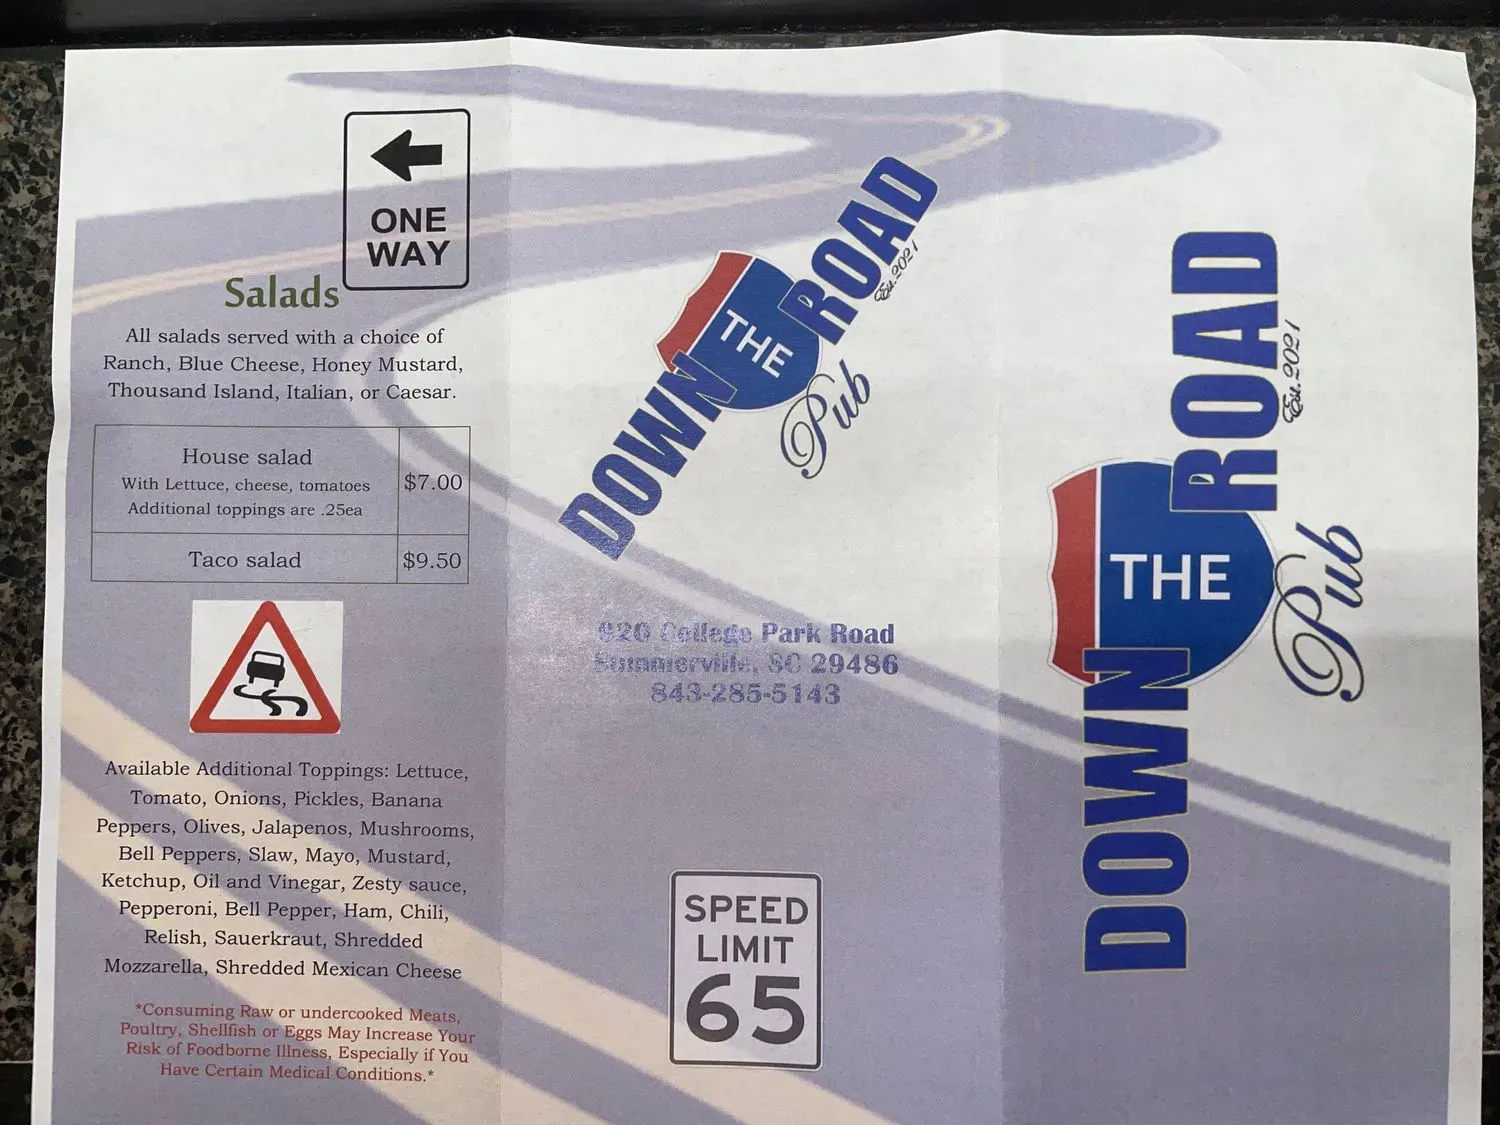 ONE
WAY
Salads
All salads served with a choice of
Ranch, Blue Cheese, Honey Mustard,
Thousand Island, Italian, or Caesar.
House salad
With Lettuce, cheese, tomatoes
Additional toppings are .25ea
$7.00
Taco salad
$9.50
Available Additional Toppings: Lettuce,
Tomato, Onions, Pickles, Banana
Peppers, Olives, Jalapenos, Mushrooms,
Bell Peppers, Slaw, Mayo, Mustard,
Ketchup, Oil and Vinegar, Zesty sauce,
Pepperoni, Bell Pepper, Ham, Chili,
Relish, Sauerkraut, Shredded
Mozzarella, Shredded Mexican Cheese
*Consuming Raw or undercooked Meats,
Poultry, Shellfish or Eggs May Increase Your
Risk of Foodborne Illness, Especially if You
Have Certain Medical Conditions.*
DOWN THE ROAD
Est. 2021
Pub
920 College Park Road
Summerville, SC 29486
843-285-5143
SPEED
LIMIT
65
DOWN THE ROAD
Est. 2021
Pub